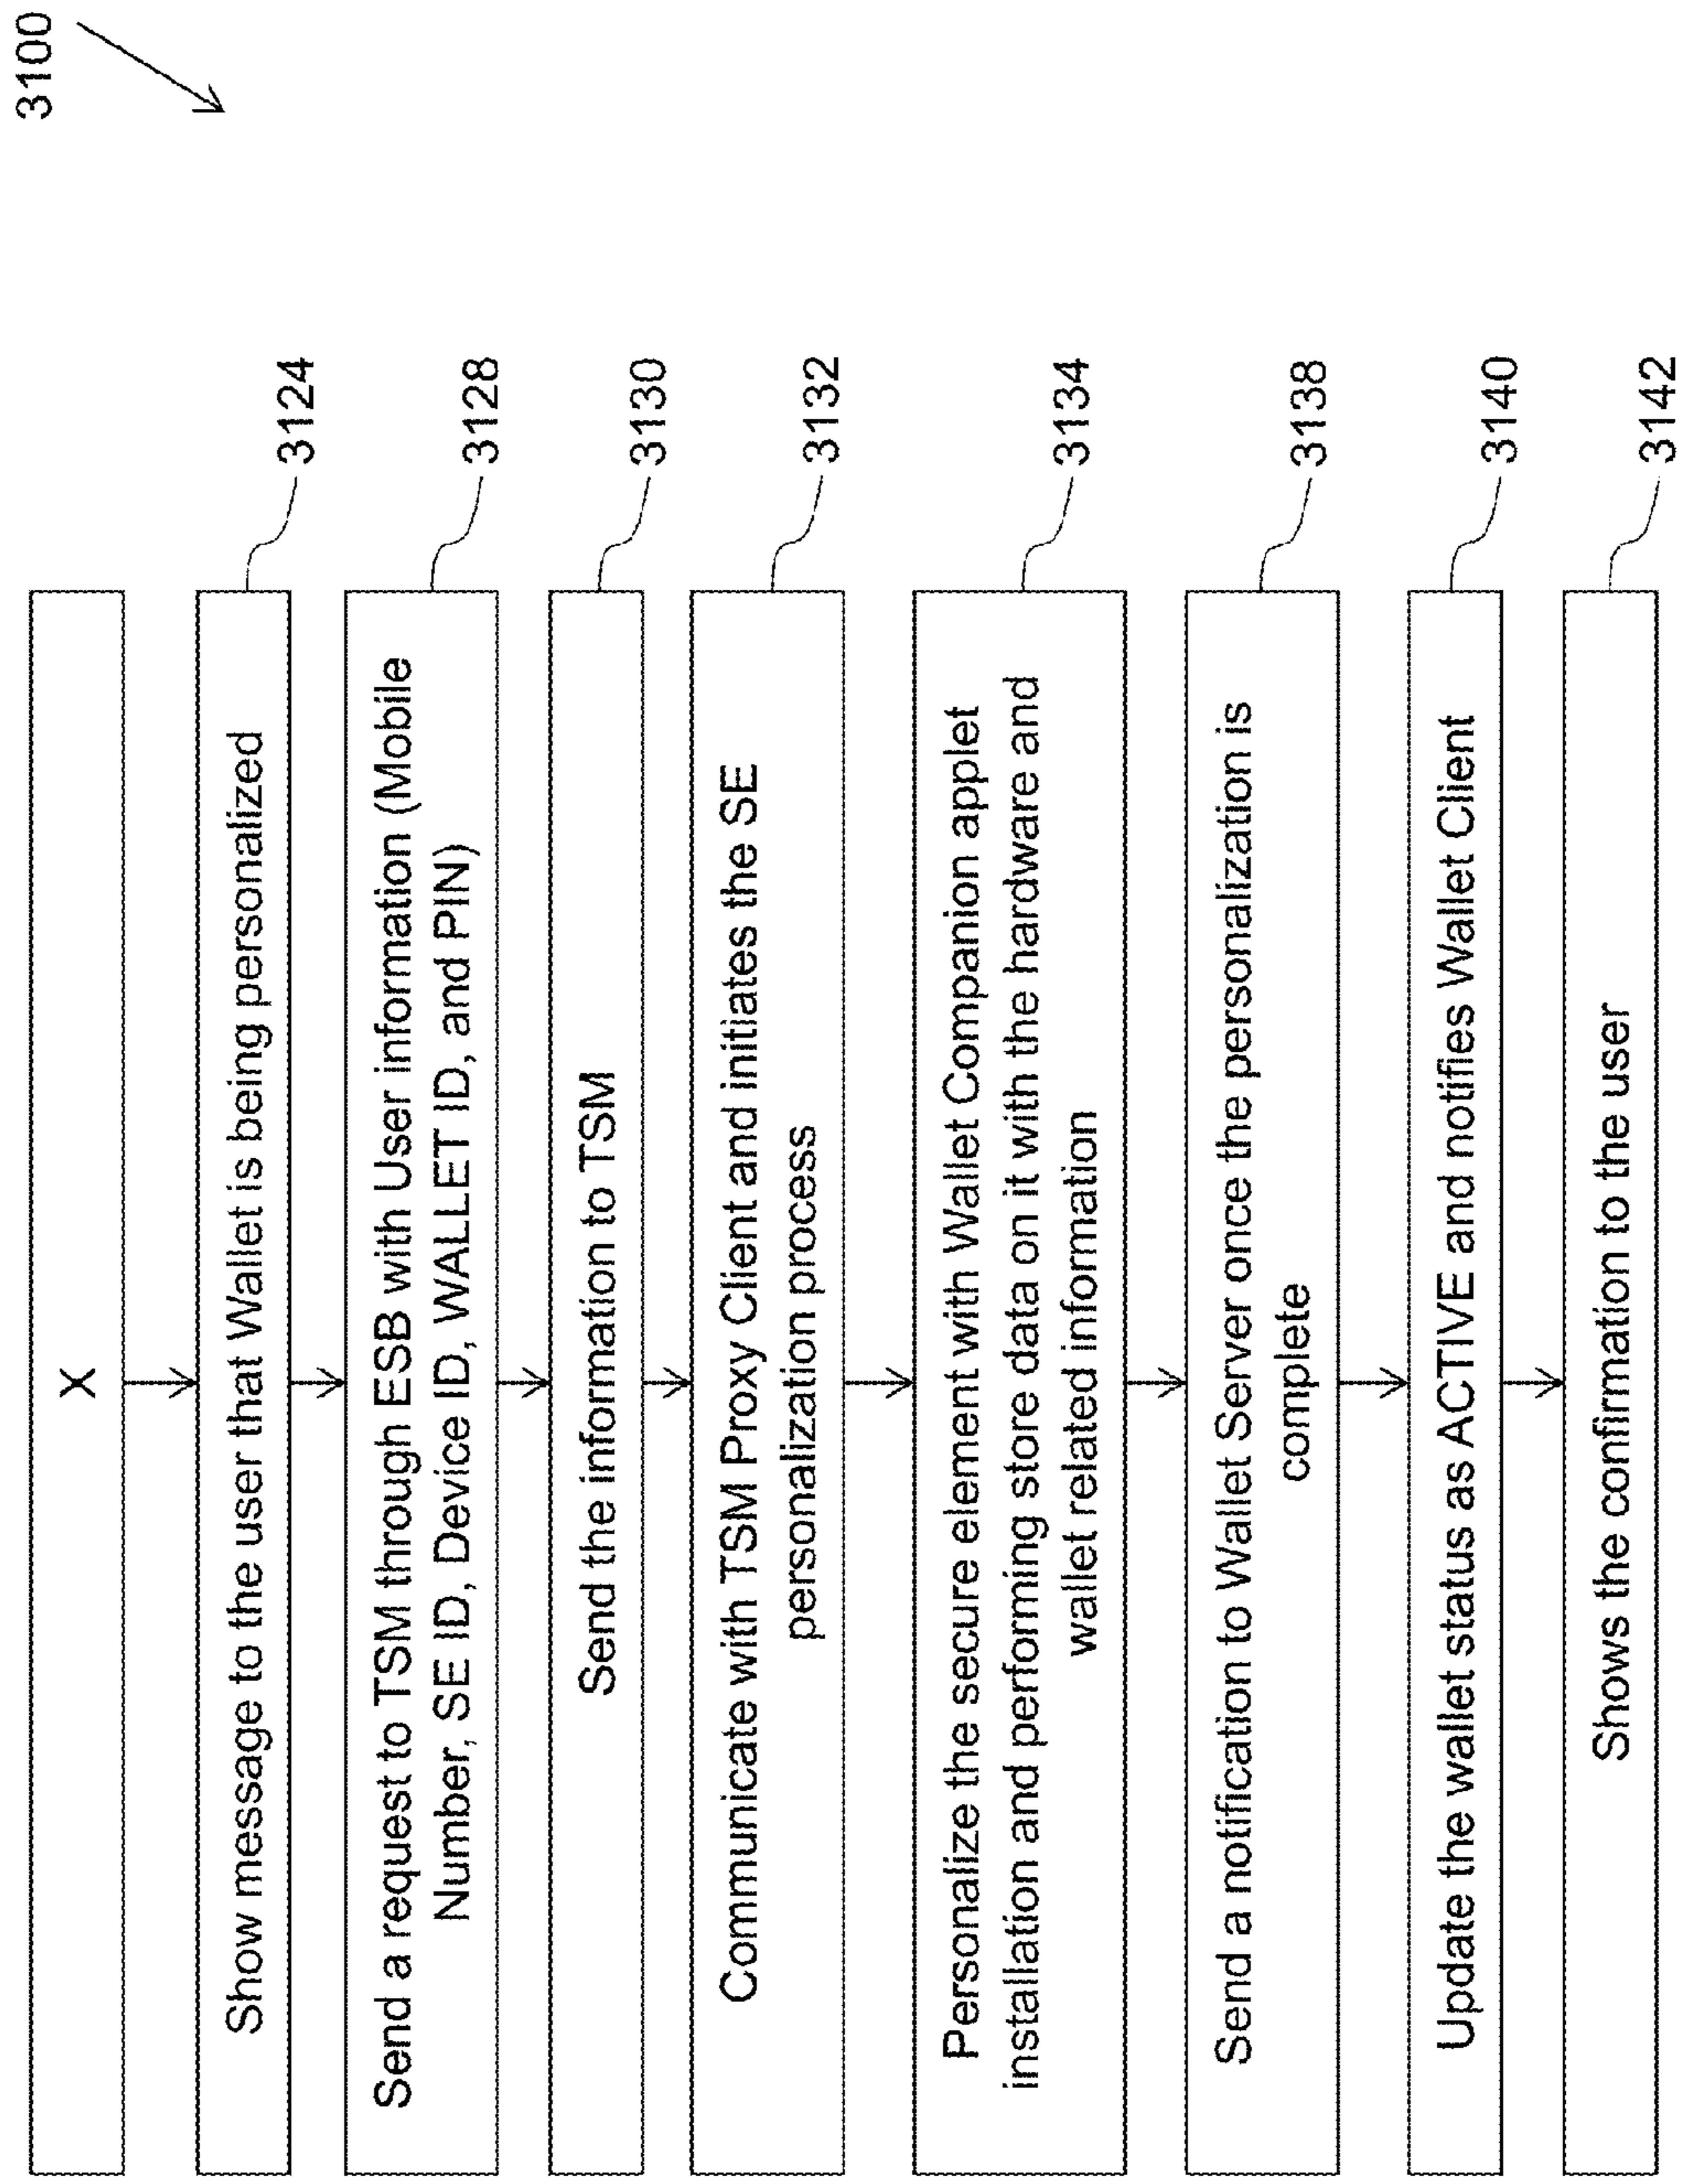 3100
X
Show message to the user that Wallet is being personalized
3124
Send a request to TSM through ESB with User information (Mobile
Number, SE ID, Device ID, WALLET ID, and PIN)
3128
Send the information to TSM
3130
Communicate with TSM Proxy Client and initiates the SE
personalization process
3132
Personalize the secure element with Wallet Companion applet
installation and performing store data on it with the hardware and
wallet related information
3134
Send a notification to Wallet Server once the personalization is
complete
3138
Update the wallet status as ACTIVE and notifies Wallet Client
3140
Shows the confirmation to the user
3142